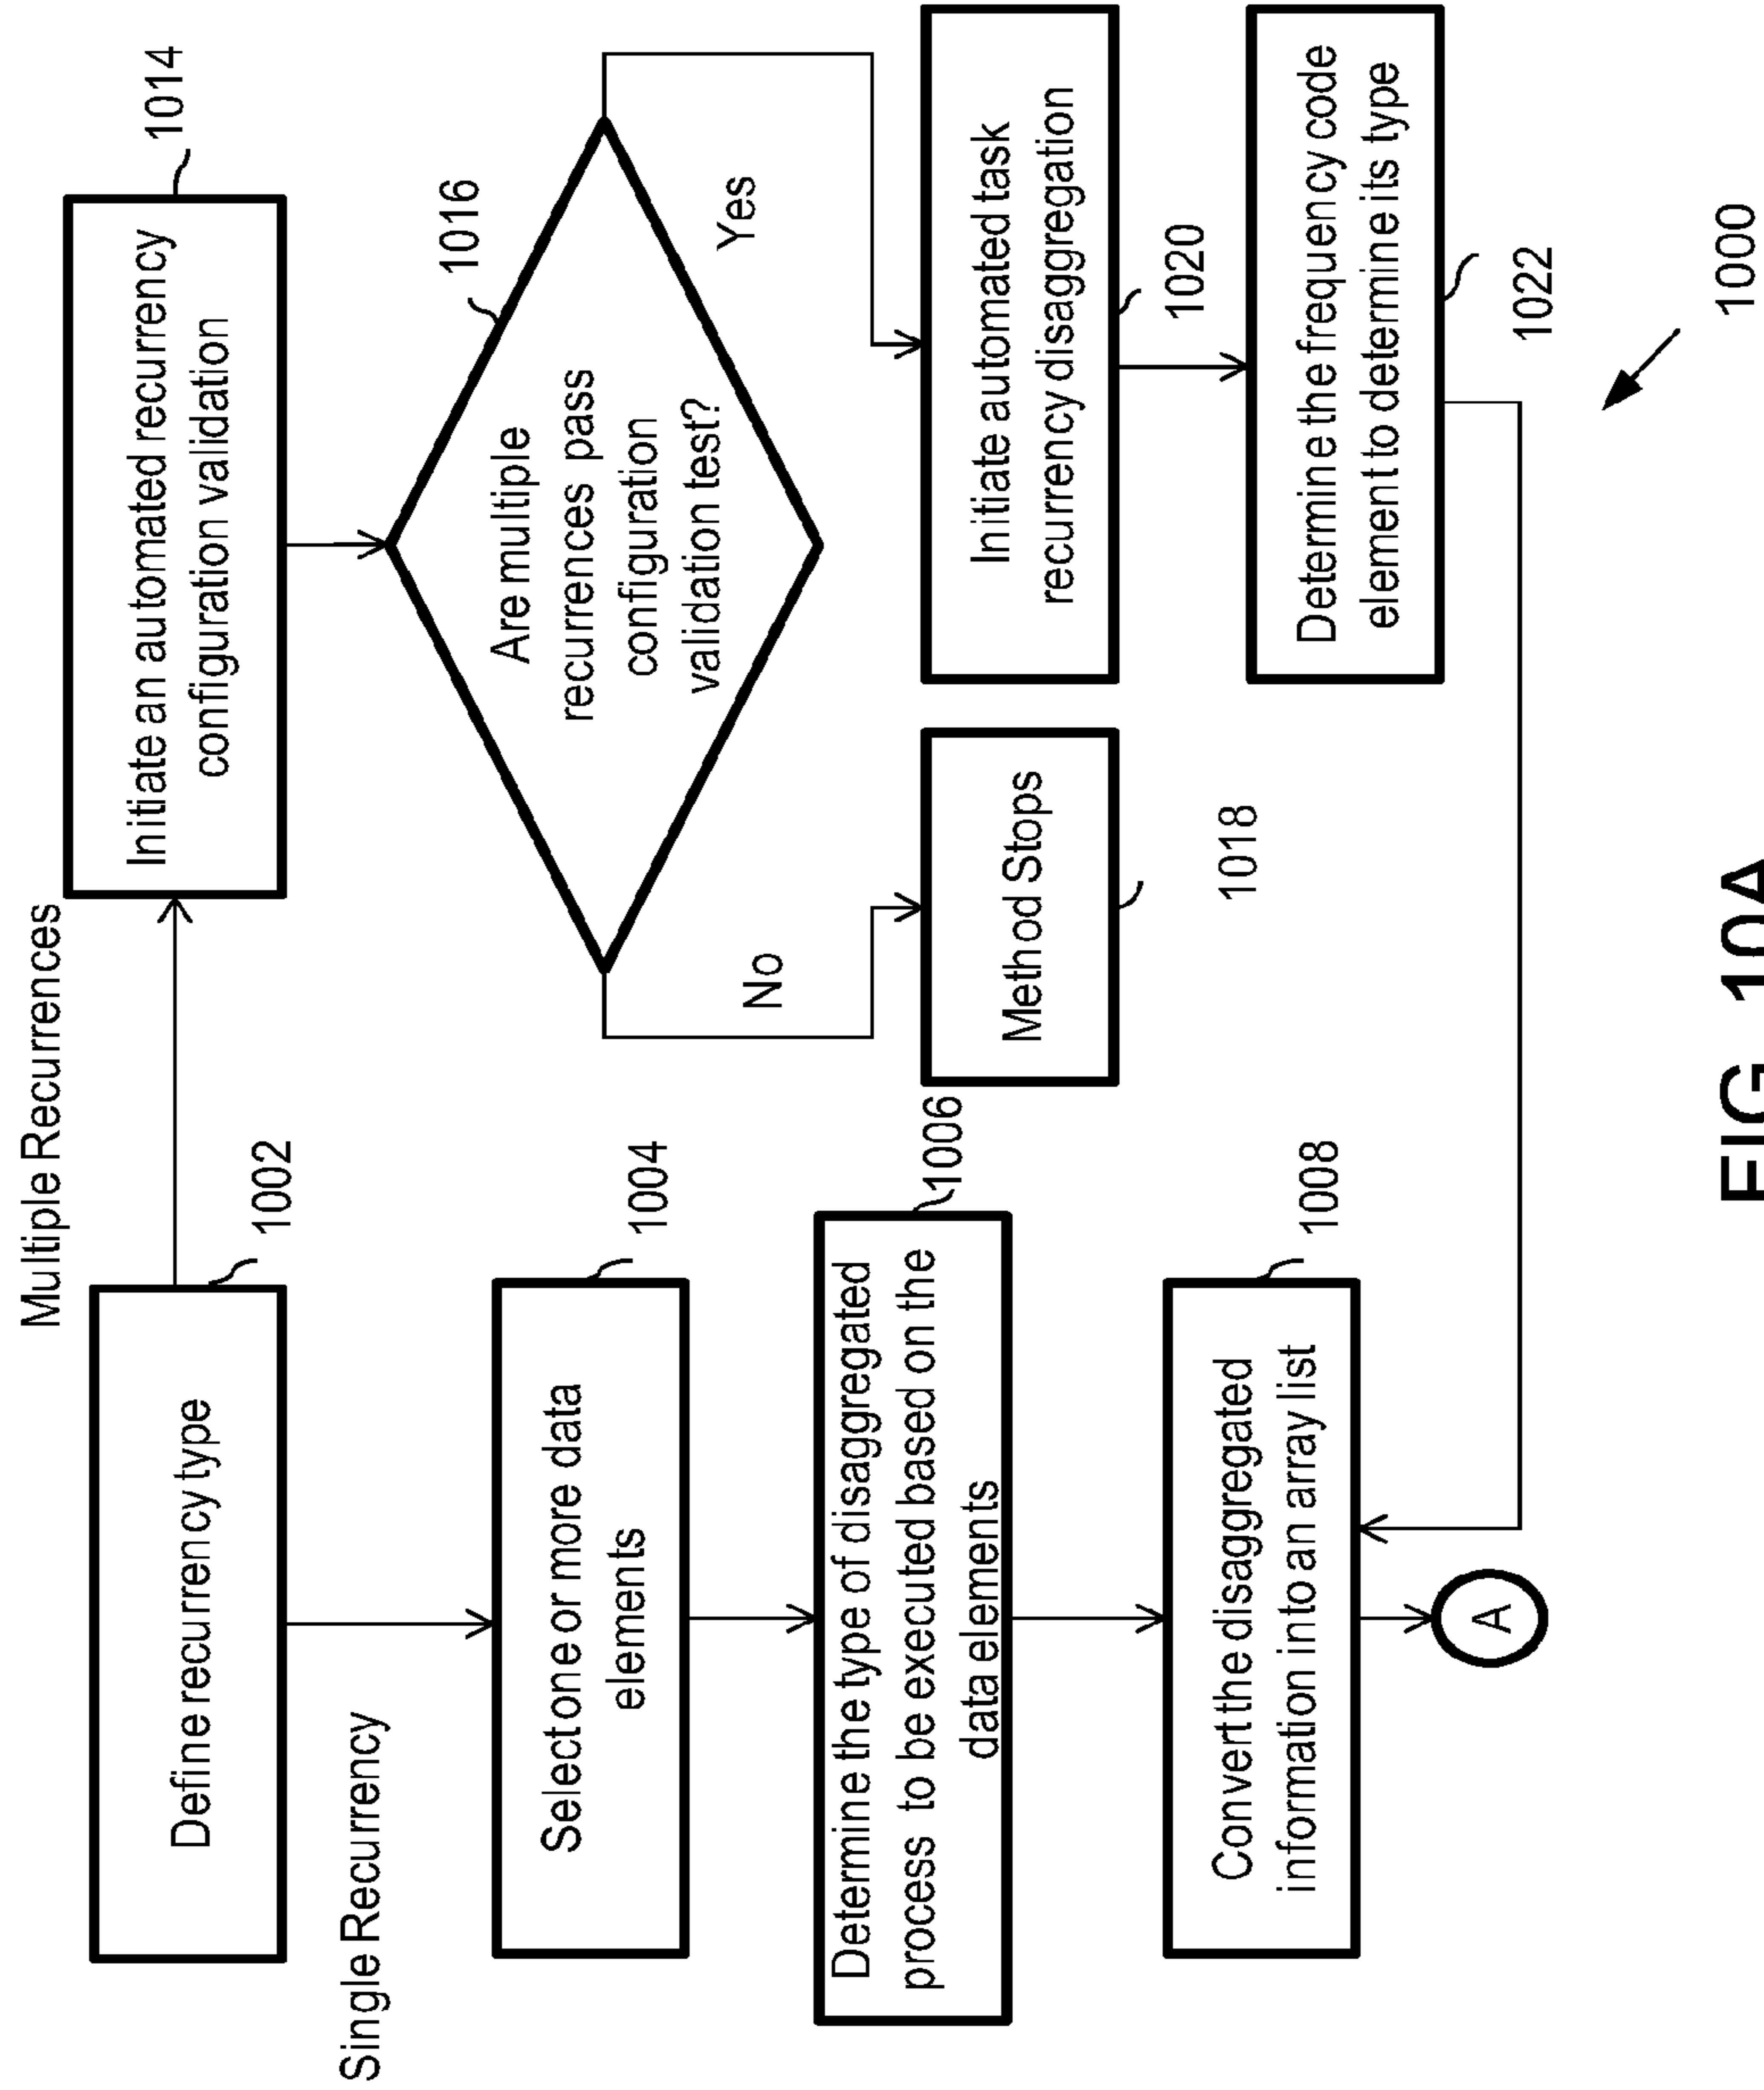 Multiple Recurrences
Define recurrency type
1002
Initiate an automated recurrency
configuration validation
1014
Single Recurrency
Select one or more data
elements
1004
Are multiple
recurrences pass
configuration
validation test?
1016
No
Yes
Determine the type of disaggregated
process to be executed based on the
data elements
1006
Method Stops
1018
Initiate automated task
recurrency disaggregation
1020
Convert the disaggregated
information into an array list
1008
Determine the frequency code
element to determine its type
1022
A
1000
FIG. 10A